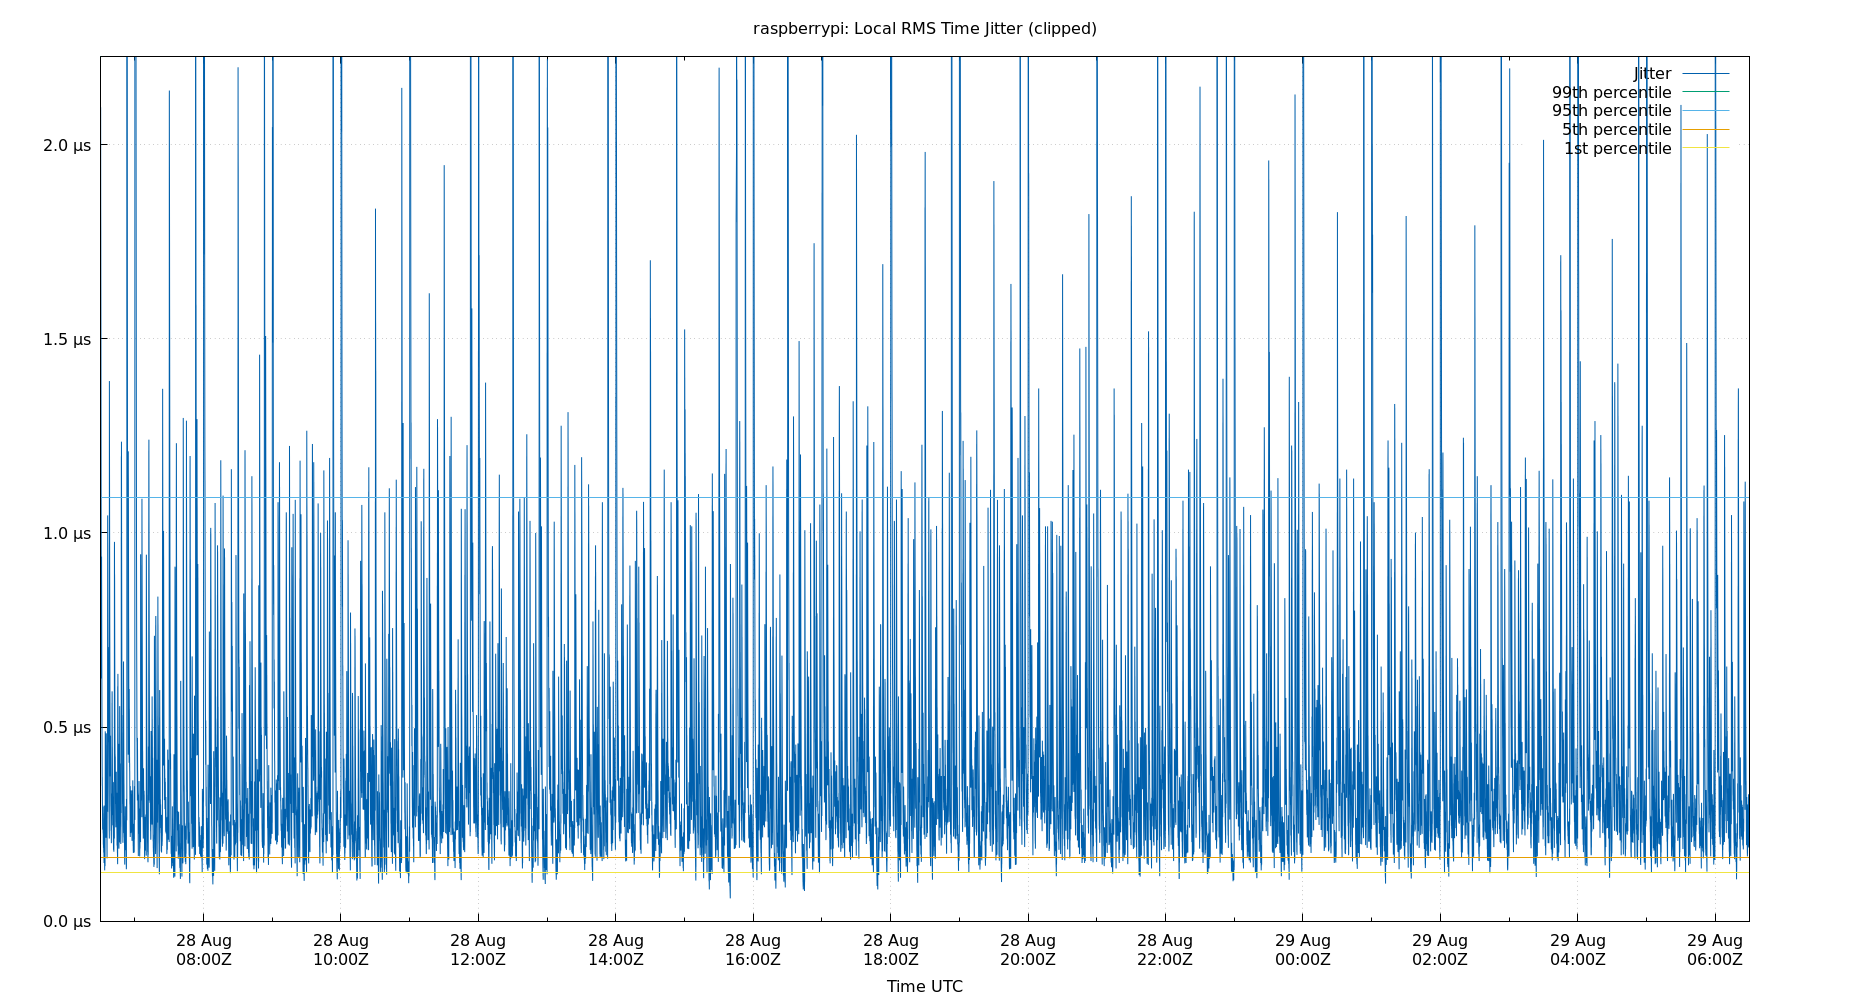 raspberrypi: Local RMS Time Jitter (clipped)
Jitter
99th percentile
95th percentile
5th percentile
1st percentile
2.0 µs
1.5 µs
1.0 µs
0.5 µs
0.0 µs
28 Aug 28 Aug 28 Aug 28 Aug 28 Aug 28 Aug 28 Aug 28 Aug 29 Aug 29 Aug 29 Aug 29 Aug
08:00Z 10:00Z 12:00Z 14:00Z 16:00Z 18:00Z 20:00Z 22:00Z 00:00Z 02:00Z 04:00Z 06:00Z
Time UTC